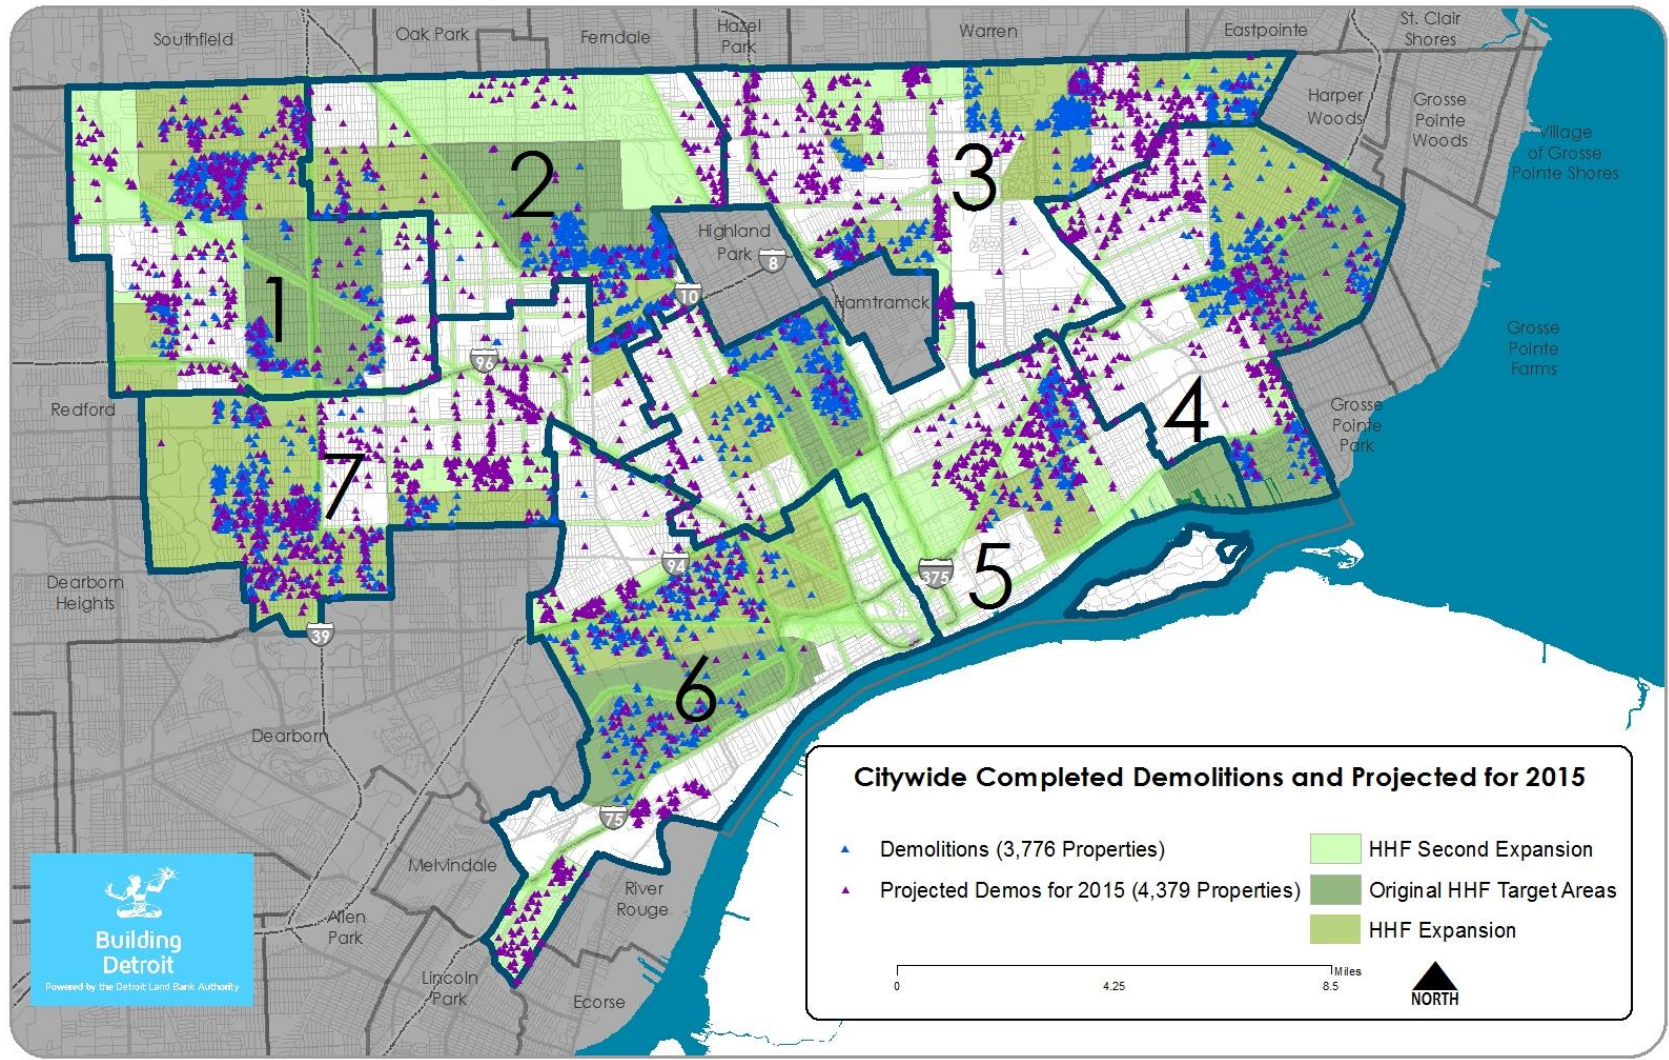 Southfield
Oak Park
Ferndale
Hazel
Park
Warren
Eastpointe
St. Clair
Shores
Harper
Woods
Grosse
Pointe
Woods
Village
of Grosse
Pointe Shores
2
3
Highland
Park
8
10
Hamtramck
1
Grosse
Pointe
Farms
96
4
Redford
Grosse
Pointe
Park
7
94
375
5
Dearborn
Heights
39
6
Dearborn
75
Melvindale
River
Rouge
Allen
Park
Lincoln
Park
Ecorse
Building
Detroit
Powered by the Detroit Land Bank Authority
Citywide Completed Demolitions and Projected for 2015
Demolitions (3,776 Properties)
Projected Demos for 2015 (4,379 Properties)
HHF Second Expansion
Original HHF Target Areas
HHF Expansion
Miles
0 4.25 8.5
NORTH